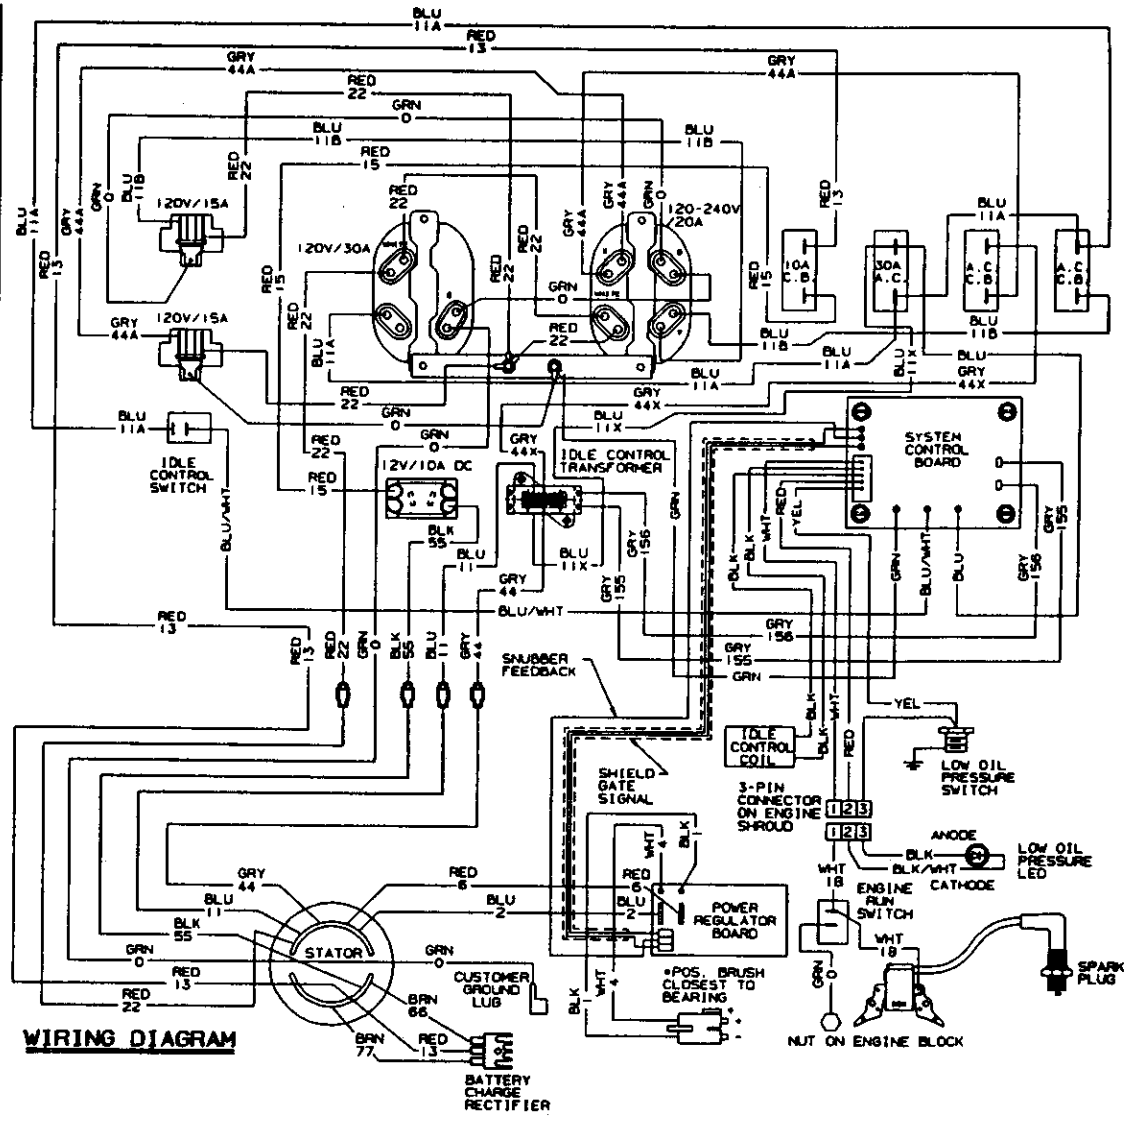 BLU
11A
RED
13
GRY
44A
RED
22
GRN
0
BLU
11B
RED
15
BLU
11B
GRY
44A
RED
22
GRN
0
BLU
11B
120V/15A
BLU
11A
GRY
44A
RED
13
RED
22
GRY
44A
GRN
0
120-240V
/20A
GRY
44A
RED
13
BLU
11A
120V/30A
RED
15
RED
22
RED
22
RED
22
GRN
0
RED
15
10A
C.B.
30A
A.C.
A.C.
C.B.
A.C.
C.B.
120V/15A
GRY
44A
BLU
11A
RED
22
BLU
11B
BLU
11B
BLU
11A
BLU
11A
BLU
11X
BLU
GRY
44X
RED
22
GRN
0
GRY
44X
BLU
11X
BLU
11A
IDLE
CONTROL
SWITCH
RED
22
GRN
0
GRY
44X
IDLE CONTROL
TRANSFORMER
SYSTEM
CONTROL
BOARD
12V/10A DC
RED
15
BLK
55
BLU/WHT
BLU
11
BLU
11X
GRY
156
GRY
155
GRN
BLK
BLK
WHT
RED
YEL
GRN
BLU/WHT
BLU
GRY
156
GRY
155
GRY
44
BLU/WHT
RED
13
GRY
156
GRY
155
GRN
RED
13
RED
22
GRN
0
BLK
55
BLU
11
GRY
44
SNUBBER
FEEDBACK
BLK
BLK
WHT
RED
YEL
IDLE
CONTROL
COIL
LOW OIL
PRESSURE
SWITCH
SHIELD
GATE
SIGNAL
3-PIN
CONNECTOR
ON ENGINE
SHROUD
1 2 3
1 2 3
ANODE
BLK
BLK/WHT
CATHODE
LOW OIL
PRESSURE
LED
WHT
4
BLK
1
WHT
18
GRY
44
BLU
11
BLK
55
RED
6
BLU
2
RED
6
BLU
2
POWER
REGULATOR
BOARD
ENGINE
RUN
SWITCH
WHT
18
STATOR
GRN
0
RED
13
RED
22
GRN
0
CUSTOMER
GROUND
LUG
BLK
1
WHT
4
•POS. BRUSH
CLOSEST TO
BEARING
+
-
GRN
0
SPARK
PLUG
BRN
66
BRN
77
RED
13
NUT ON ENGINE BLOCK
WIRING DIAGRAM
BATTERY
CHARGE
RECTIFIER